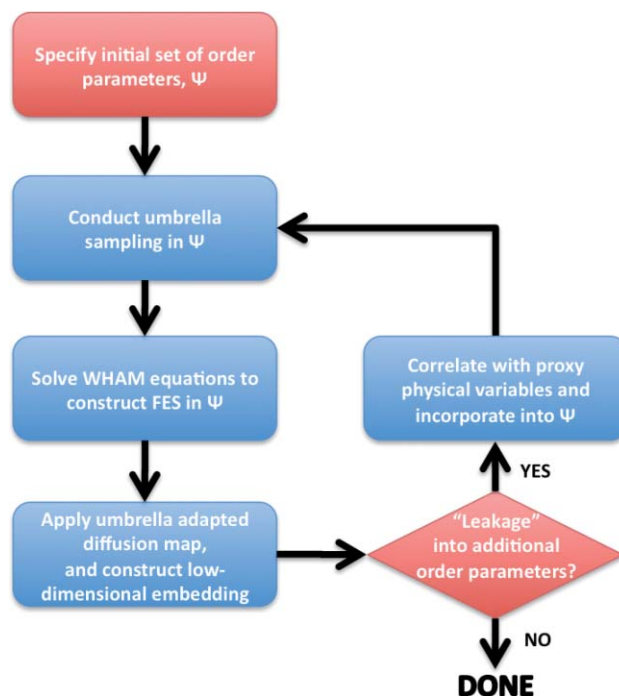 Specify initial set of order
parameters, Ψ
Conduct umbrella
sampling in Ψ
Solve WHAM equations to
construct FES in Ψ
Apply umbrella adapted
diffusion map,
and construct low-
dimensional embedding
“Leakage”
into additional
order parameters?
YES
Correlate with proxy
physical variables and
incorporate into Ψ
NO
DONE